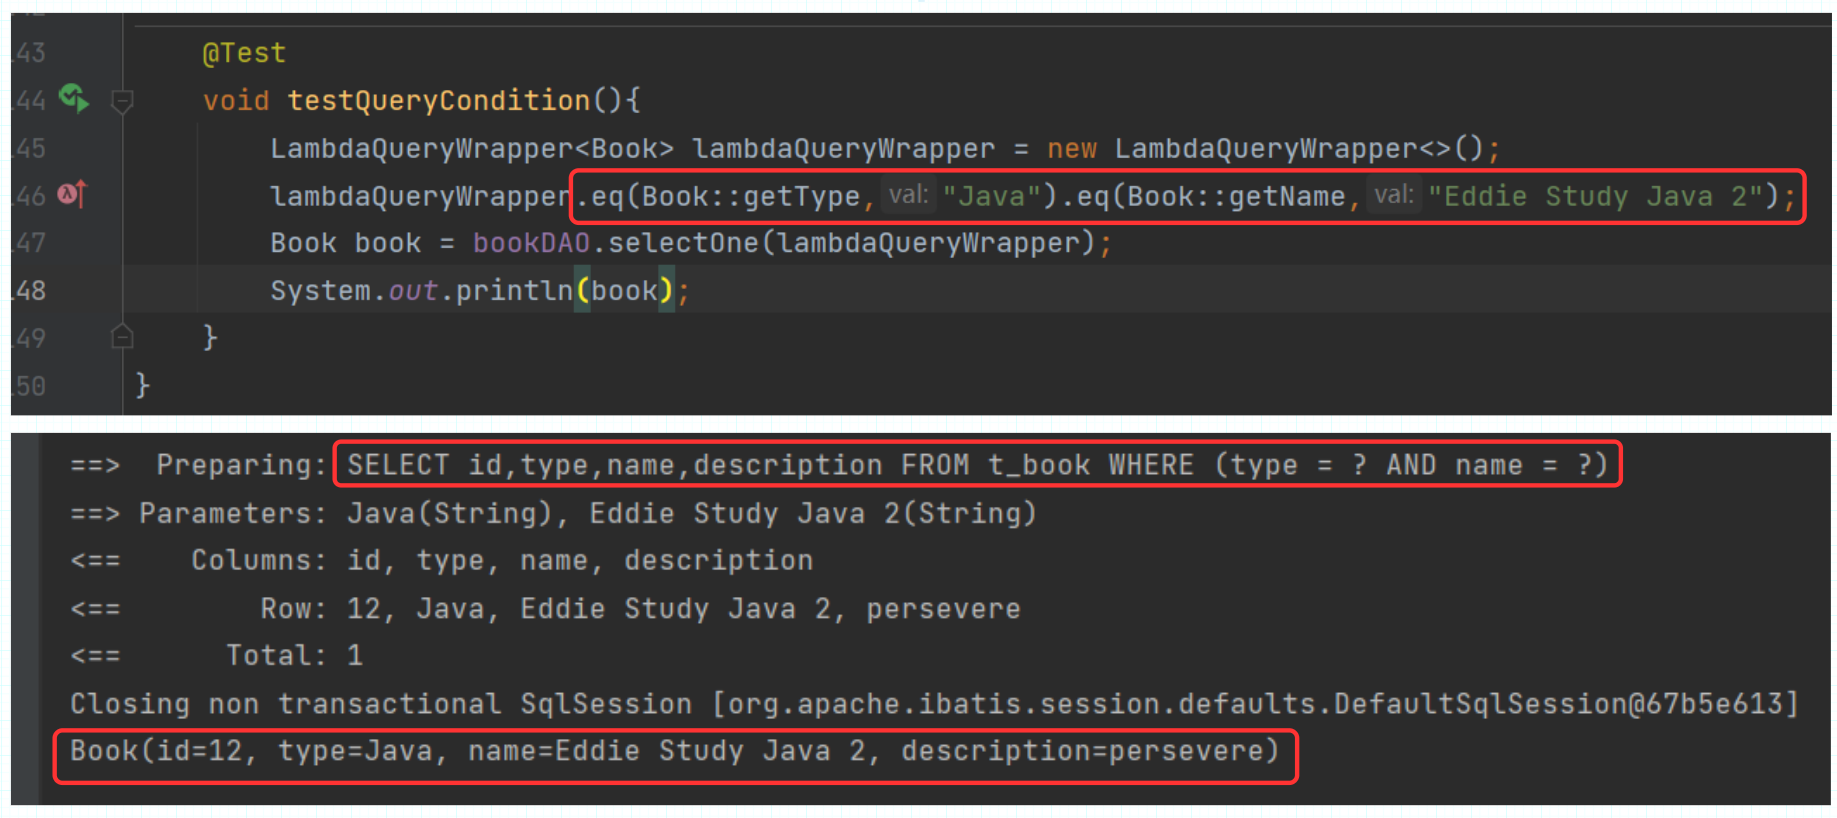 43 @Test
44 void testQueryCondition(){
45 LambdaQueryWrapper<Book> lambdaQueryWrapper = new LambdaQueryWrapper<>();
46 lambdaQueryWrapper.eq(Book::getType, val: "Java").eq(Book::getName, val: "Eddie Study Java 2");
47 Book book = bookDAO.selectOne(lambdaQueryWrapper);
48 System.out.println(book);
49 }
50 }
==> Preparing: SELECT id,type,name,description FROM t_book WHERE (type = ? AND name = ?)
==> Parameters: Java(String), Eddie Study Java 2(String)
<== Columns: id, type, name, description
<== Row: 12, Java, Eddie Study Java 2, persevere
<== Total: 1
Closing non transactional SqlSession [org.apache.ibatis.session.defaults.DefaultSqlSession@67b5e613]
Book(id=12, type=Java, name=Eddie Study Java 2, description=persevere)